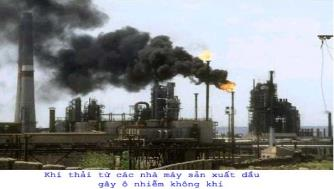 Khí thải từ các nhà máy sản xuất dầu
gây ô nhiễm không khí